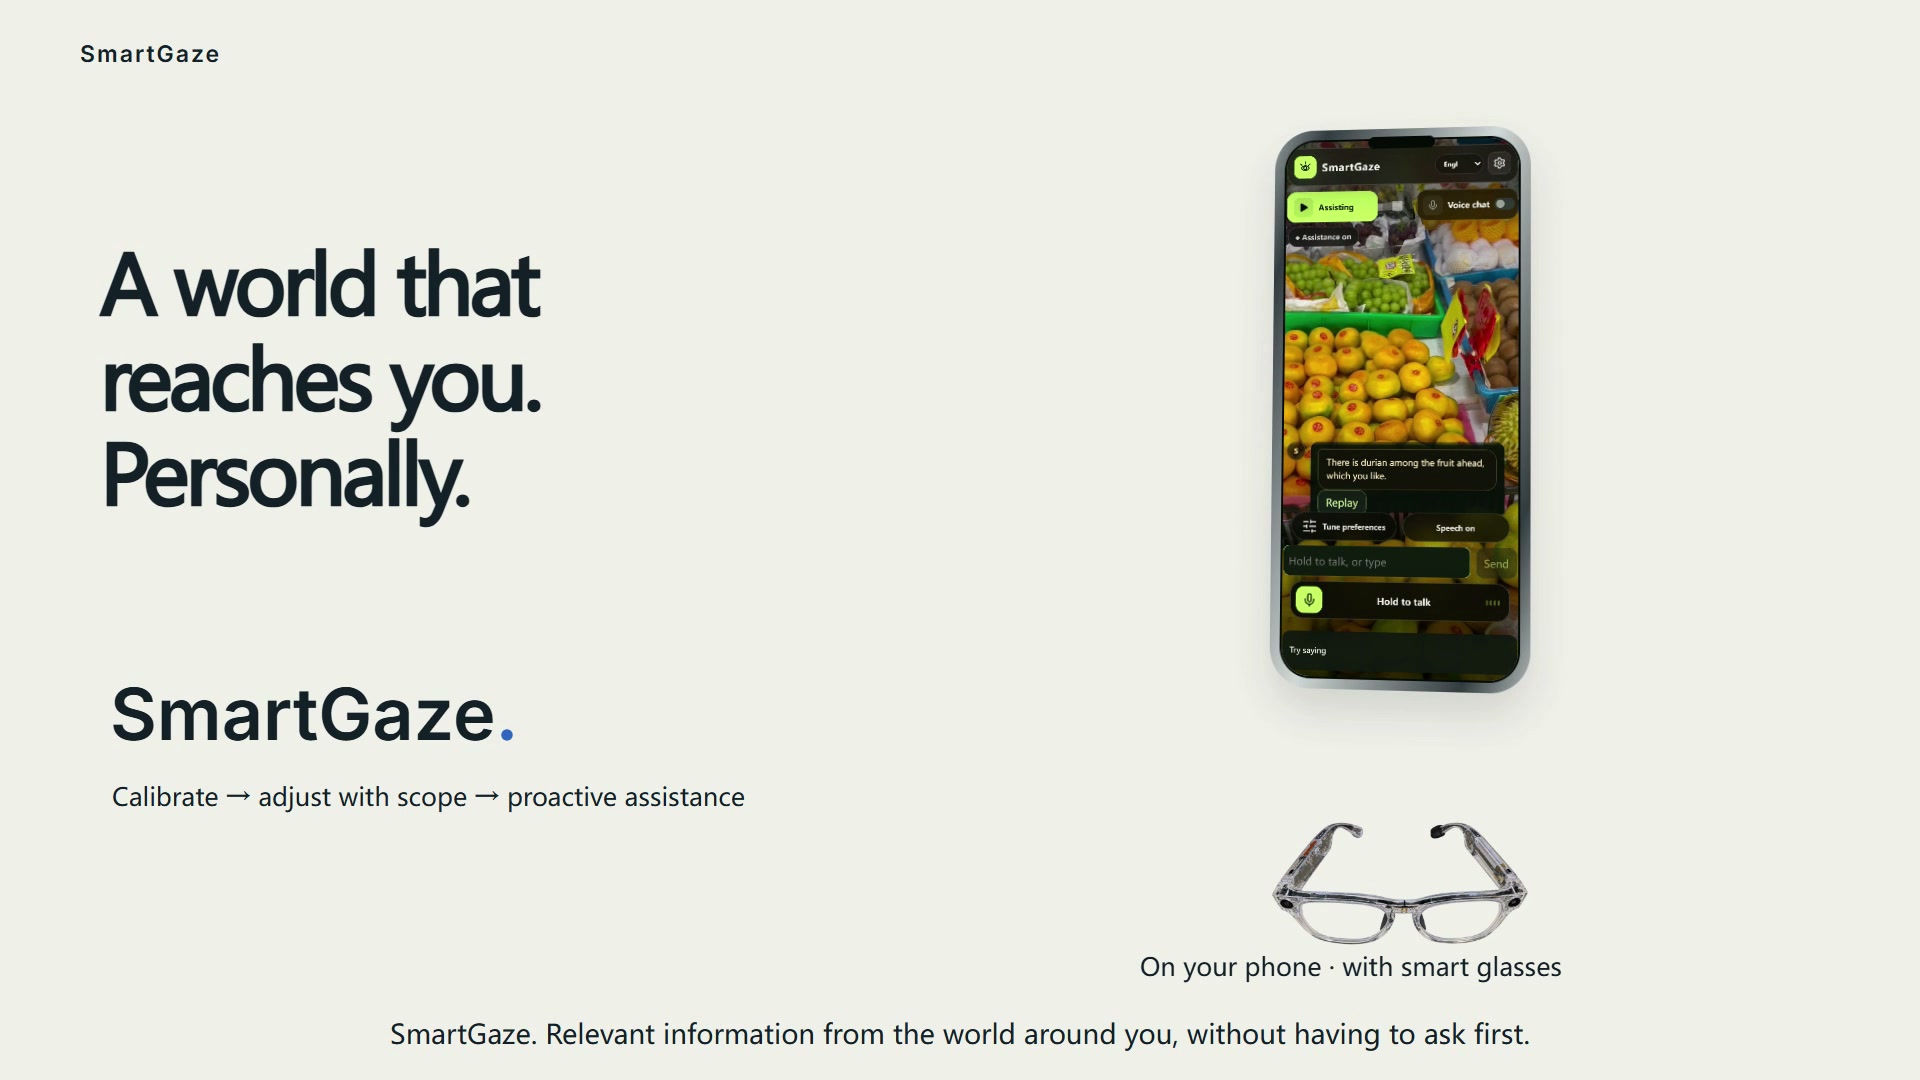 SmartGaze
A world that
reaches you.
Personally.
SmartGaze.
Calibrate → adjust with scope → proactive assistance
SmartGaze
Engl
Assisting
Voice chat
• Assistance on
S
There is durian among the fruit ahead,
which you like.
Replay
Tune preferences
Speech on
Hold to talk, or type
Send
Hold to talk
Try saying
On your phone · with smart glasses
SmartGaze. Relevant information from the world around you, without having to ask first.